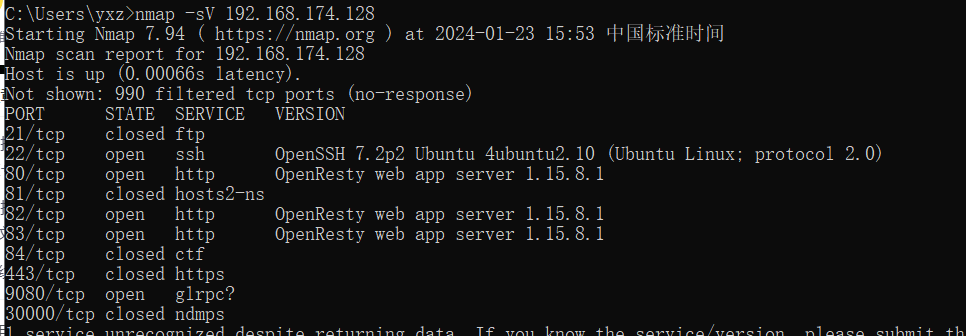 C:\Users\yxz>nmap -sV 192.168.174.128
Starting Nmap 7.94 ( https://nmap.org ) at 2024-01-23 15:53 中国标准时间
Nmap scan report for 192.168.174.128
Host is up (0.00066s latency).
Not shown: 990 filtered tcp ports (no-response)
PORT STATE SERVICE VERSION
21/tcp closed ftp
22/tcp open ssh OpenSSH 7.2p2 Ubuntu 4ubuntu2.10 (Ubuntu Linux; protocol 2.0)
80/tcp open http OpenResty web app server 1.15.8.1
81/tcp closed hosts2-ns
82/tcp open http OpenResty web app server 1.15.8.1
83/tcp open http OpenResty web app server 1.15.8.1
84/tcp closed ctf
443/tcp closed https
9080/tcp open glrpc?
30000/tcp closed ndmps
1 service unrecognized despite returning data. If you know the service/version, please submit th